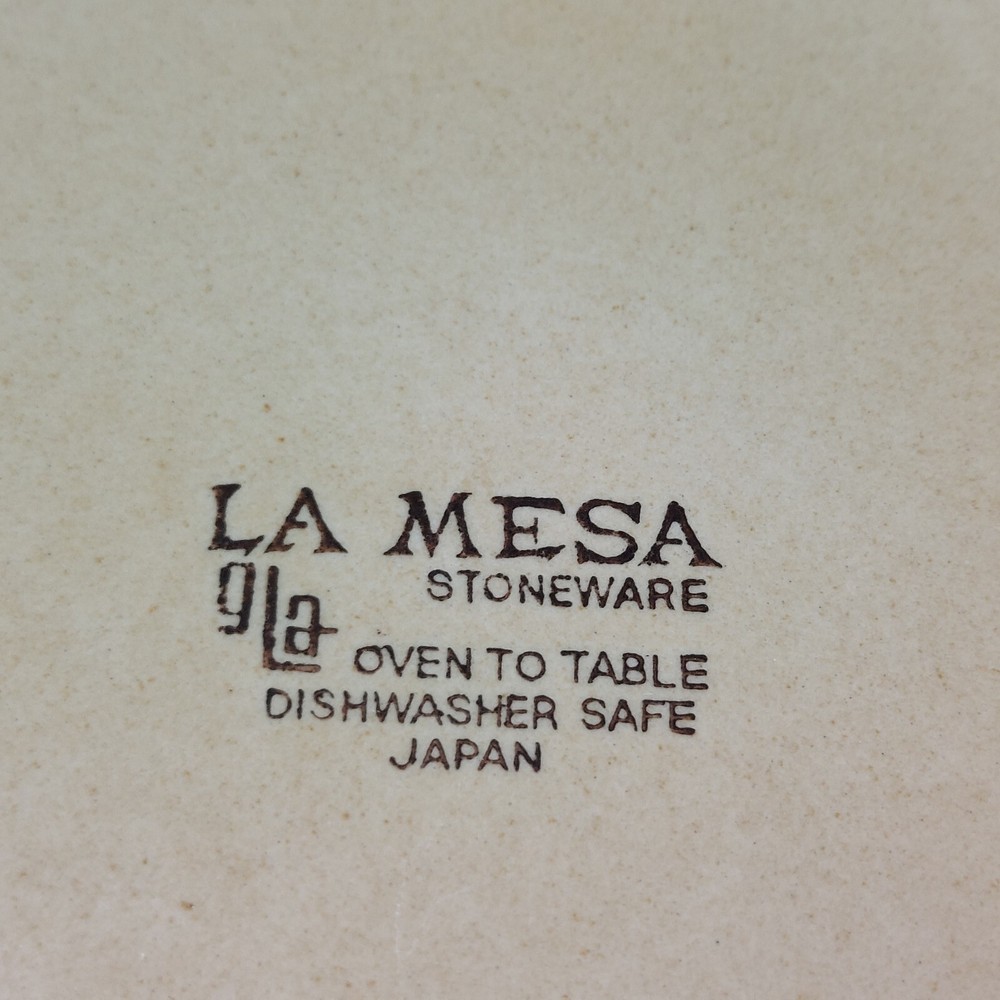 LA MESA
STONEWARE
gla
OVEN TO TABLE
DISHWASHER SAFE
JAPAN